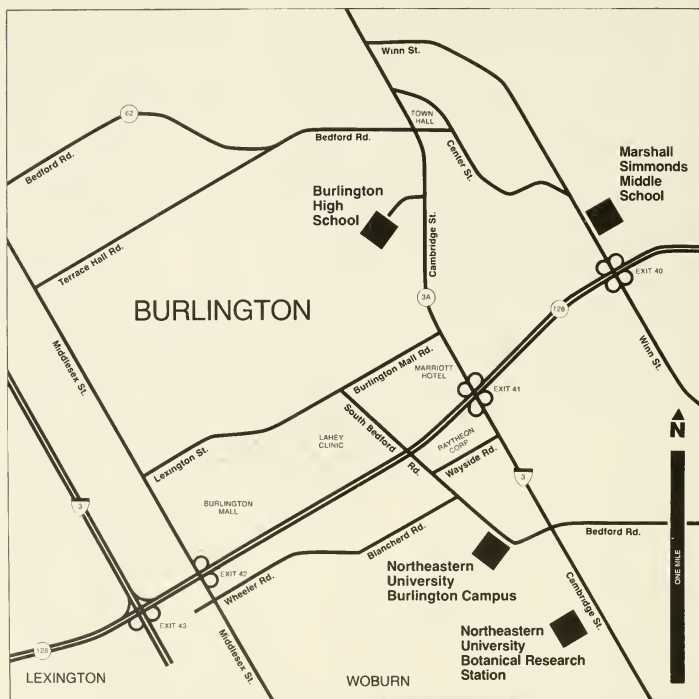 Winn St.
62
TOWN
HALL
Bedford Rd.
Bedford Rd.
Center St.
Marshall
Simmonds
Middle
School
Burlington
High
School
Cambridge St.
Terrace Hall Rd.
EXIT 40
3A
128
BURLINGTON
Middlesex St.
Winn St.
Burlington Mall Rd.
MARRIOTT
HOTEL
EXIT 41
N
South Bedford
Rd.
LAHEY
CLINIC
RAYTHEON
CORP
Lexington St.
Wayside Rd.
3
3
BURLINGTON
MALL
Bedford Rd.
Blancherd Rd.
ONE MILE
EXIT 42
Wheeler Rd.
Northeastern
University
Burlington Campus
Cambridge St.
EXIT 43
Middlesex St.
Northeastern
University
Botanical Research
Station
128
LEXINGTON
WOBURN